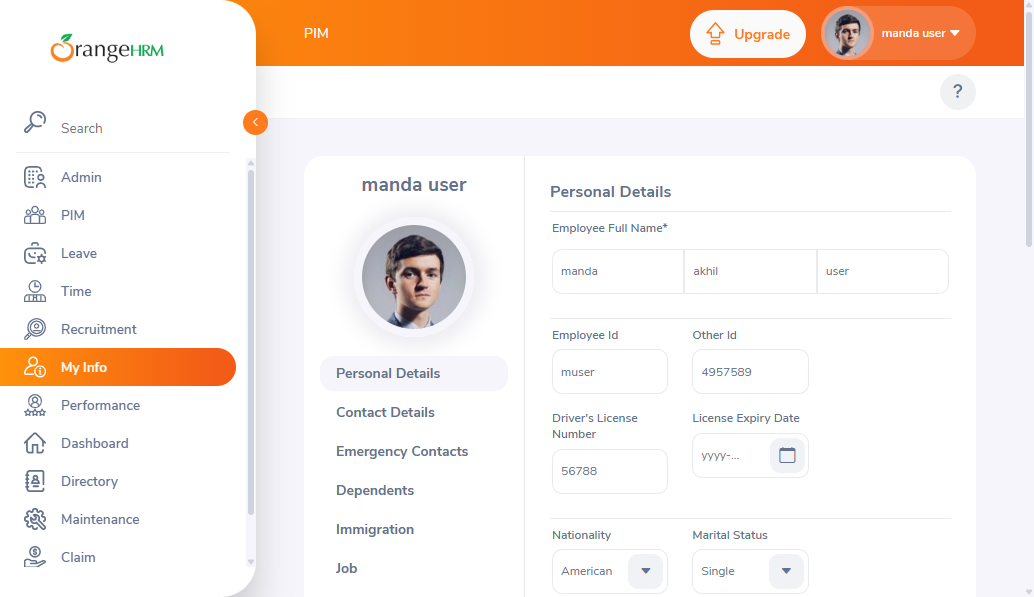 OrangeHRM
Search
Admin
PIM
Leave
Time
Recruitment
My Info
Performance
Dashboard
Directory
Maintenance
Claim
PIM
Upgrade
manda user
?
manda user
Personal Details
Contact Details
Emergency Contacts
Dependents
Immigration
Job
Personal Details
Employee Full Name*
manda akhil user
Employee Id Other Id
muser 4957589
Driver's License Number License Expiry Date
56788 yyyy-...
Nationality Marital Status
American Single